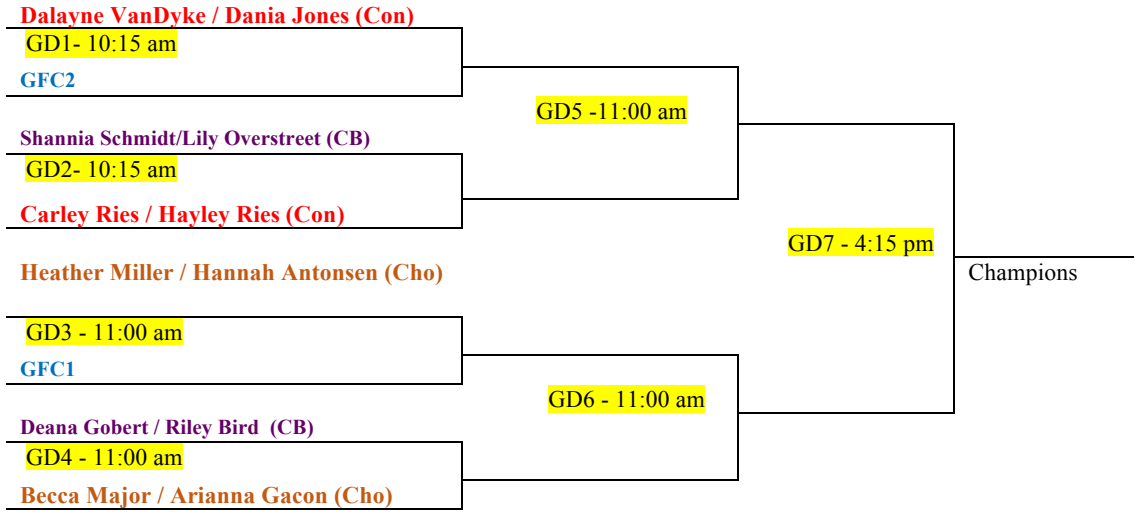 Dalayne VanDyke / Dania Jones (Con)
GD1- 10:15 am
GFC2
GD5 -11:00 am
Shannia Schmidt/Lily Overstreet (CB)
GD2- 10:15 am
Carley Ries / Hayley Ries (Con)
GD7 - 4:15 pm
Heather Miller / Hannah Antonsen (Cho)
Champions
GD3 - 11:00 am
GFC1
GD6 - 11:00 am
Deana Gobert / Riley Bird  (CB)
GD4 - 11:00 am
Becca Major / Arianna Gacon (Cho)